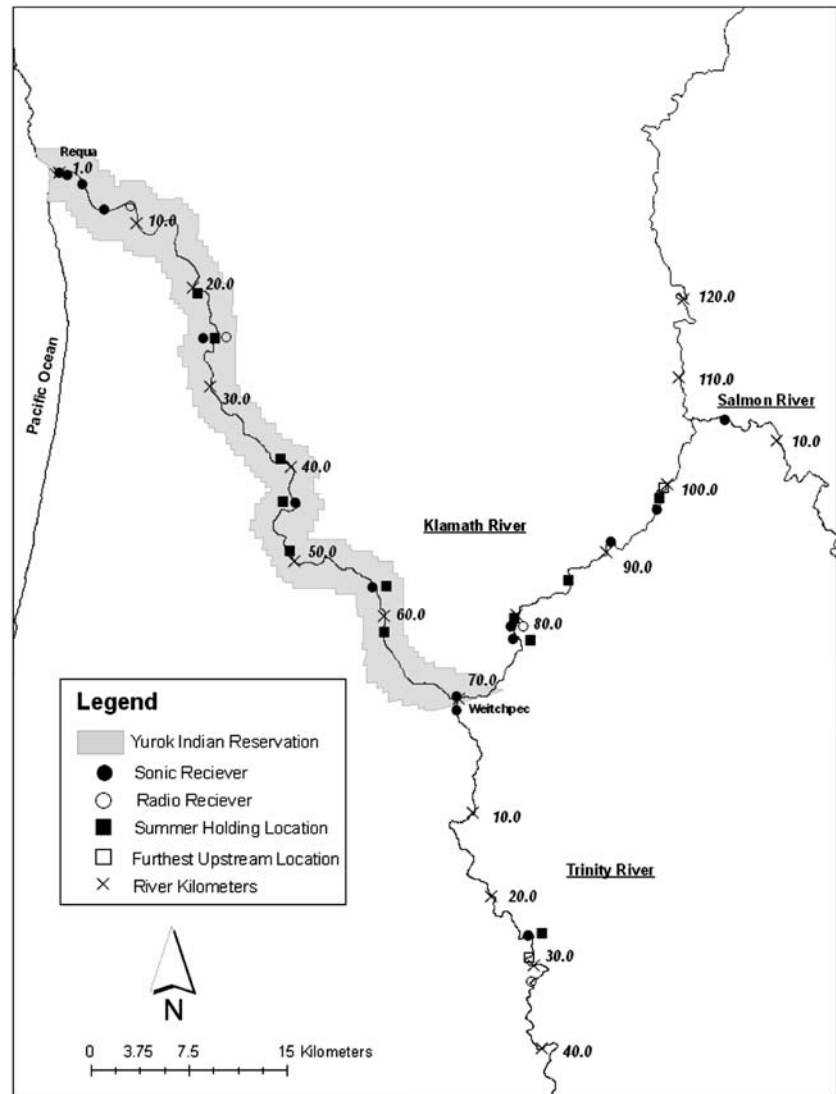 Requa
1.0
10.0
20.0
120.0
Pacific Ocean
110.0
30.0
Salmon River
10.0
40.0
100.0
Klamath River
50.0
90.0
60.0
80.0
70.0
Weitchpec
Legend
Yurok Indian Reservation
Sonic Reciever
Radio Reciever
Summer Holding Location
Furthest Upstream Location
River Kilometers
10.0
Trinity River
20.0
30.0
N
40.0
0 3.75 7.5 15 Kilometers